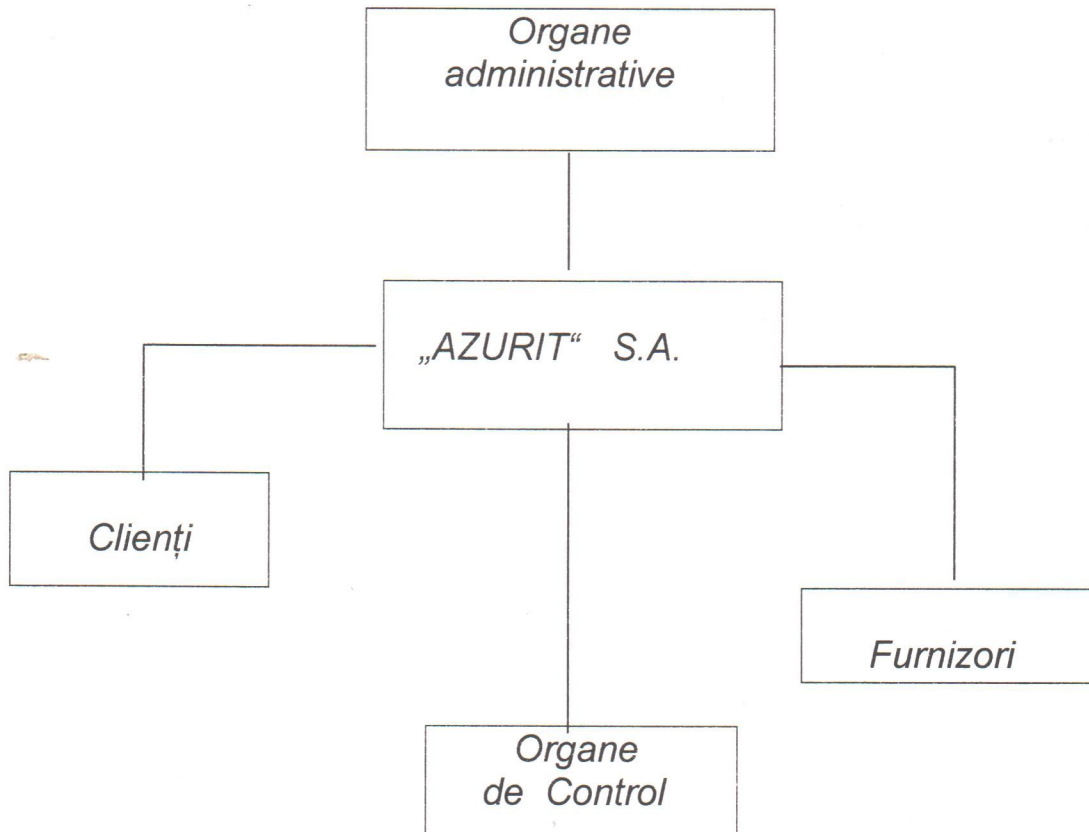 Organe
administrative
„AZURIT“ S.A.
Clienți
Furnizori
Organe
de Control